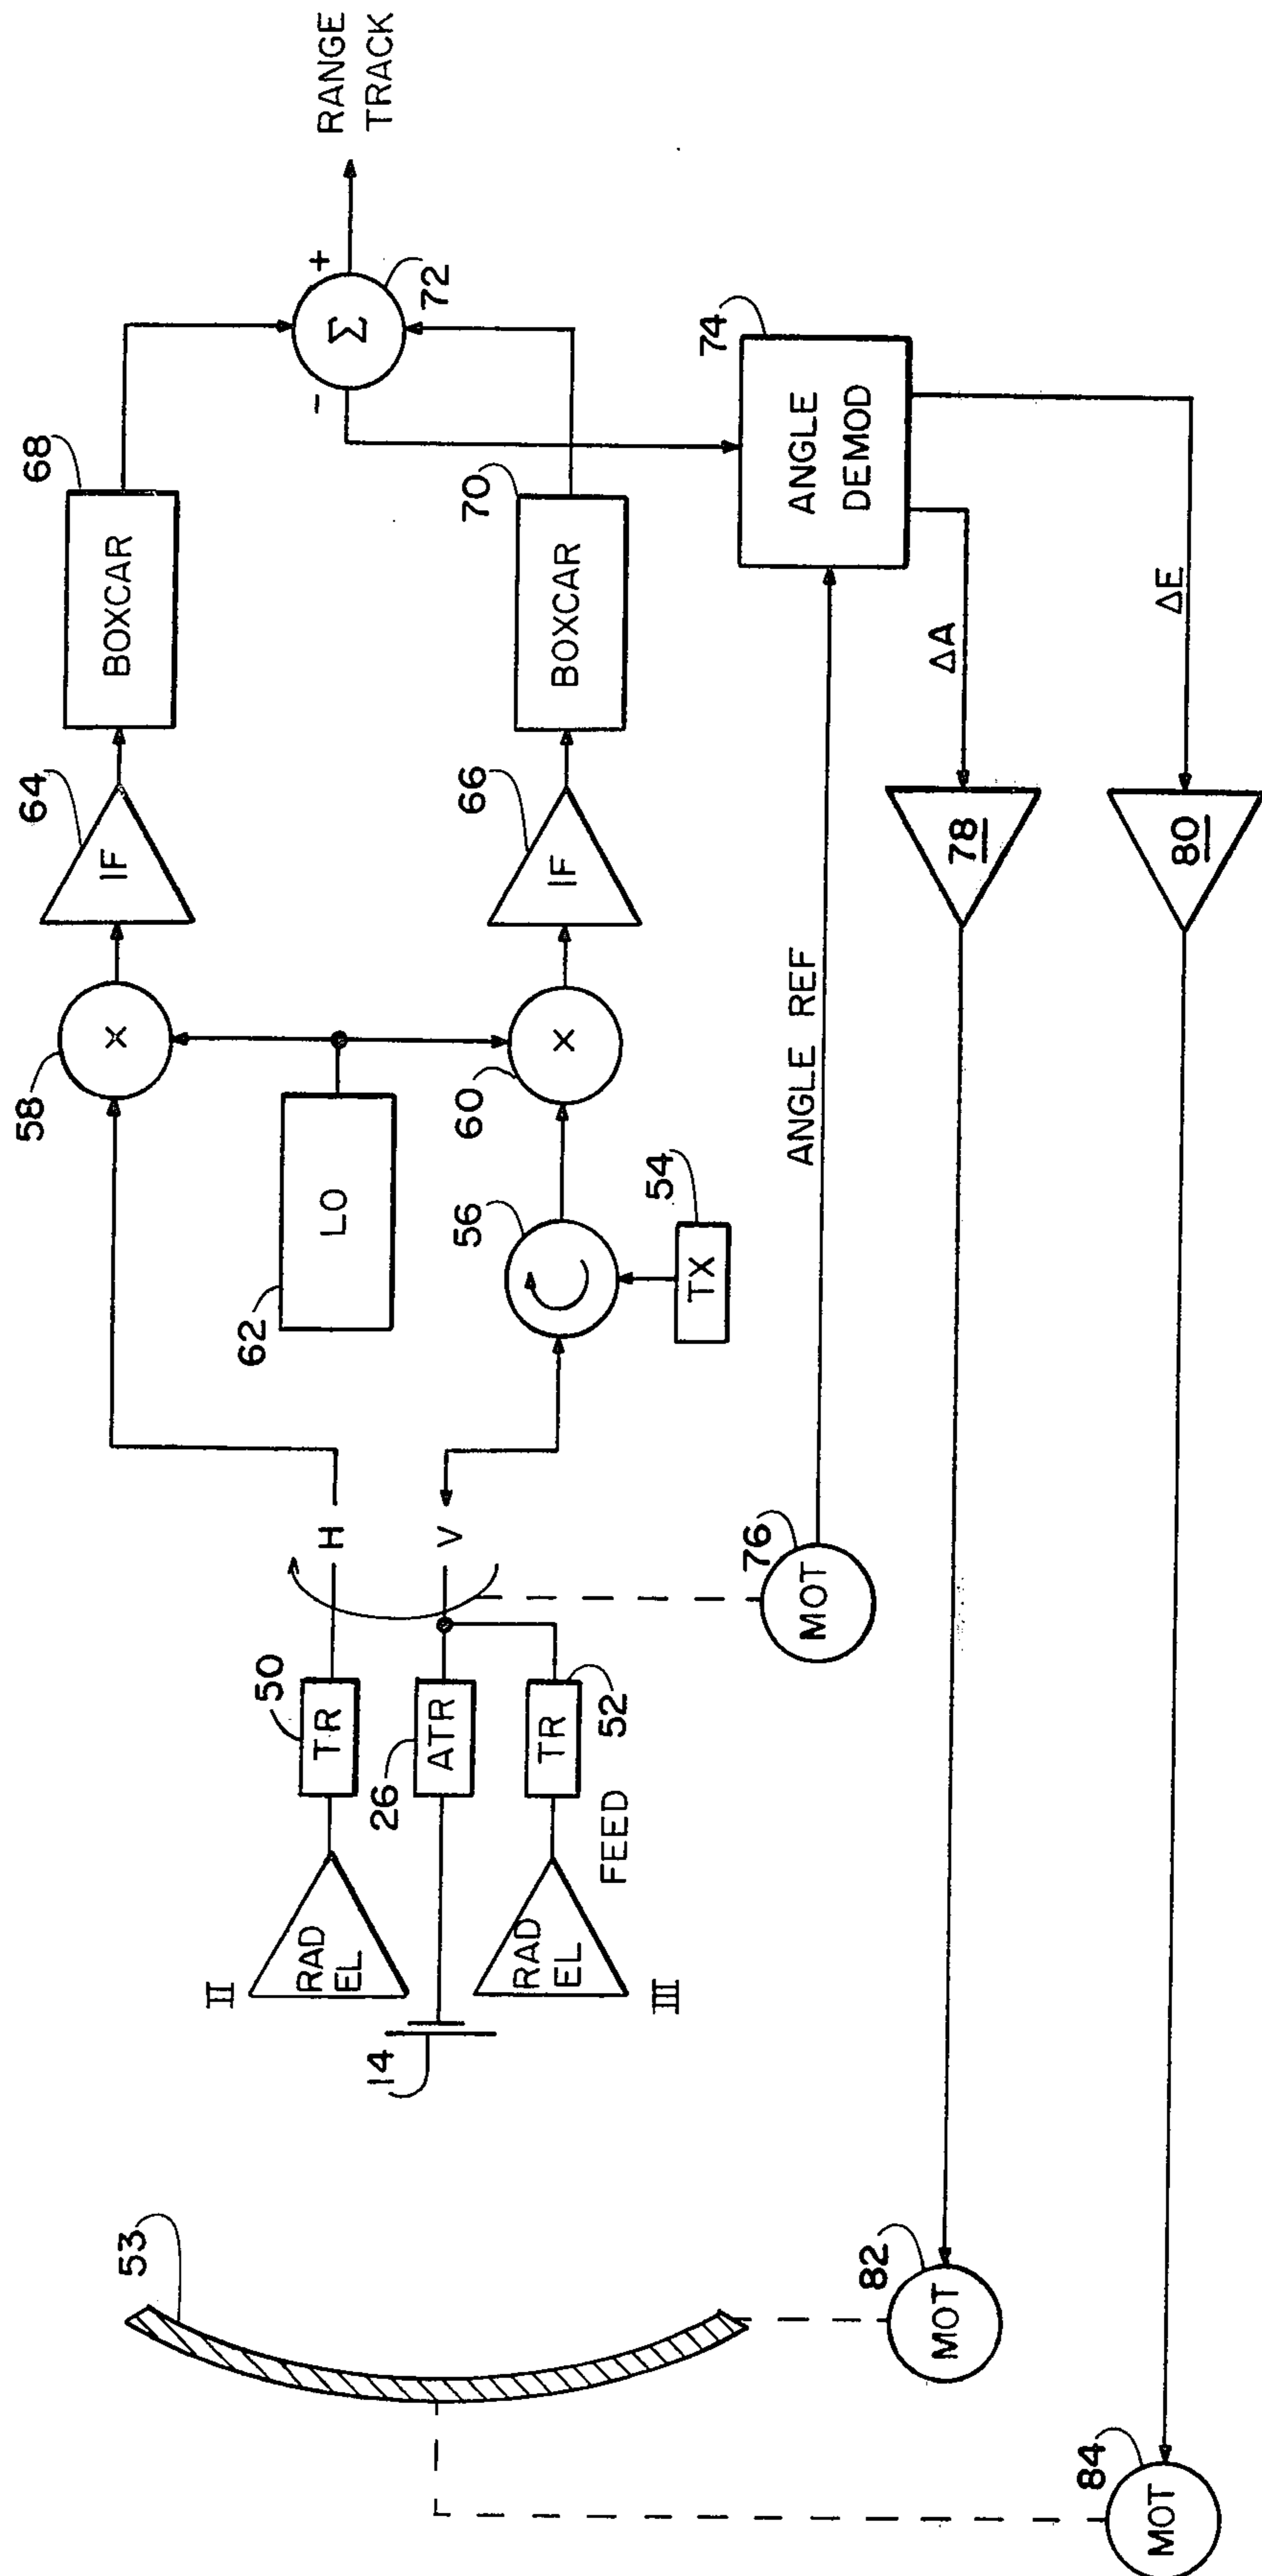 53
14
II
RAD
EL
50
TR
26
ATR
RAD
EL
III
TR
52
FEED
H
V
58
X
62
LO
60
X
56
54
TX
64
IF
66
IF
68
BOXCAR
70
BOXCAR
Σ
+
-
72
RANGE
TRACK
74
ANGLE
DEMOD
76
MOT
ANGLE REF
ΔA
ΔE
78
80
82
MOT
84
MOT